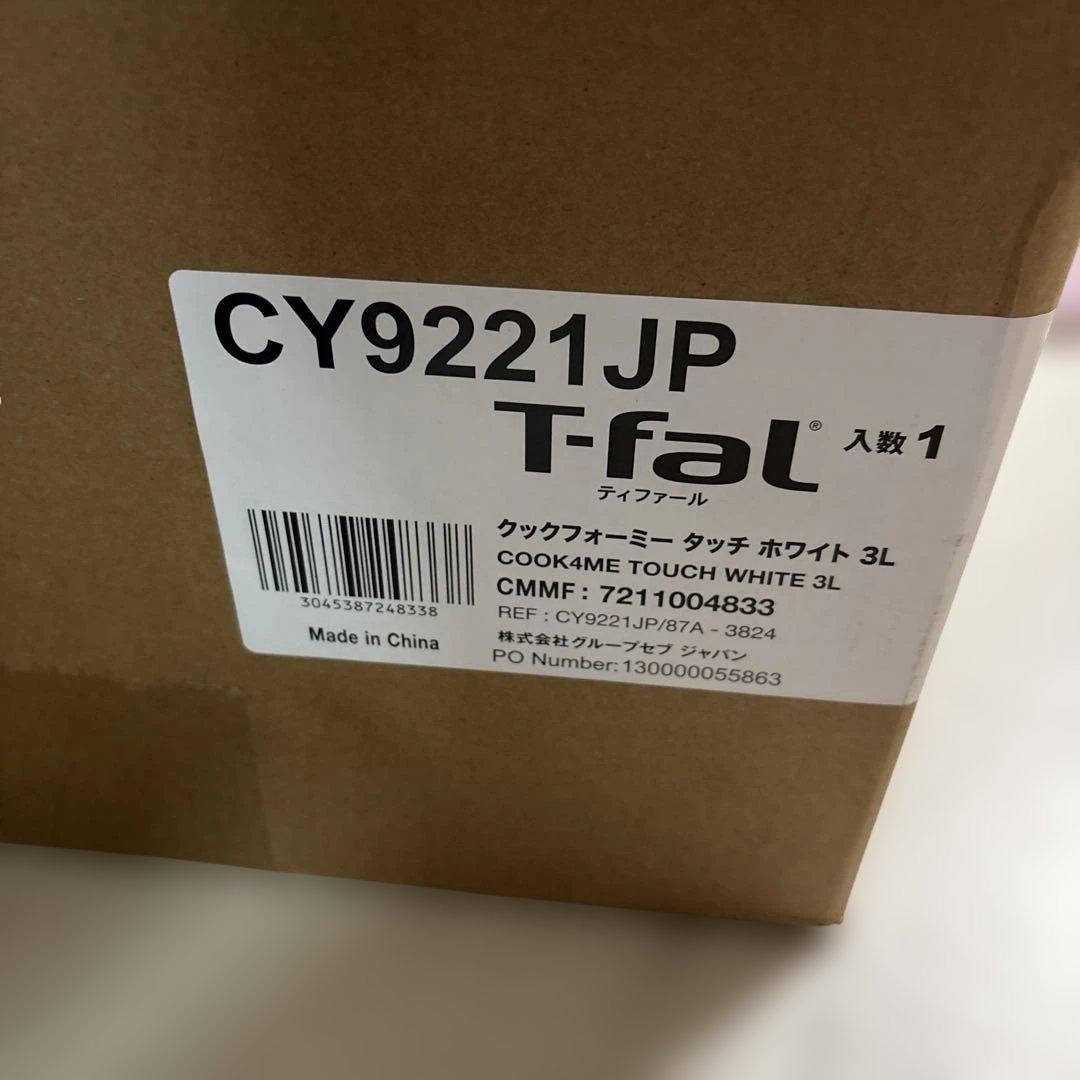 CY9221JP
T-fal® 入数 1
ティファール
クックフォーミー タッチ ホワイト 3L
COOK4ME TOUCH WHITE 3L
CMMF : 7211004833
REF : CY9221JP/87A - 3824
株式会社グループセブ ジャパン
PO Number:130000055863
3045387248338
Made in China